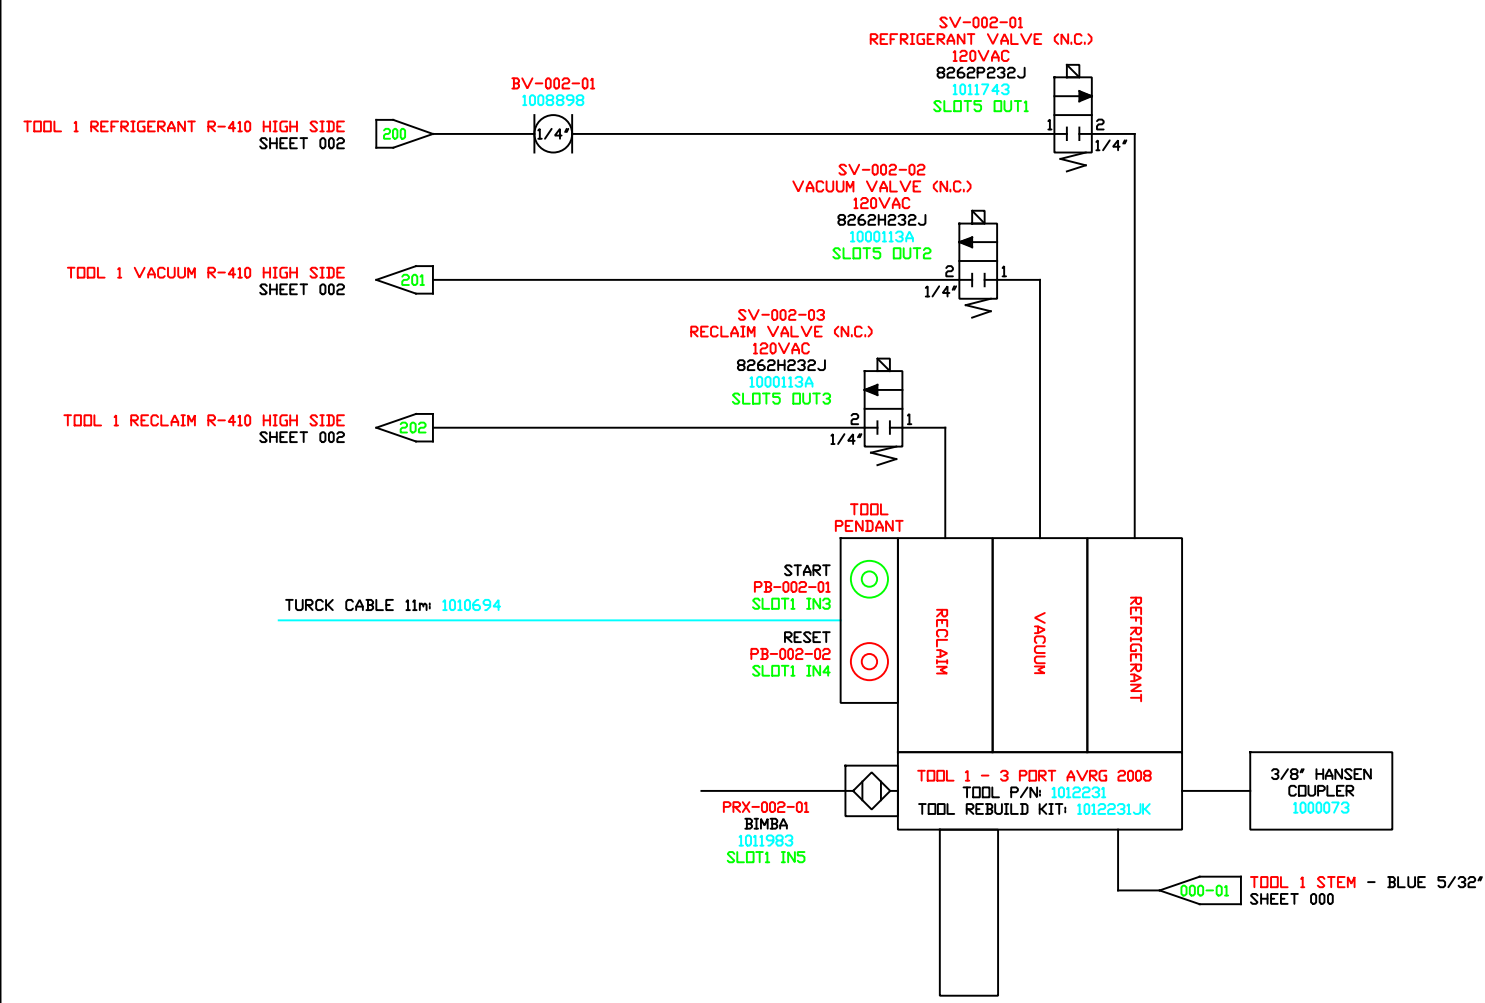 SV-002-01
REFRIGERANT VALVE (N.C.)
120VAC
8262P232J
1011743
SLOT5 OUT1
BV-002-01
1008898
TOOL 1 REFRIGERANT R-410 HIGH SIDE
SHEET 002
200
1/4"
1
2
1/4"
SV-002-02
VACUUM VALVE (N.C.)
120VAC
8262H232J
1000113A
SLOT5 OUT2
TOOL 1 VACUUM R-410 HIGH SIDE
SHEET 002
201
2
1
1/4"
SV-002-03
RECLAIM VALVE (N.C.)
120VAC
8262H232J
1000113A
SLOT5 OUT3
TOOL 1 RECLAIM R-410 HIGH SIDE
SHEET 002
202
2
1
1/4"
TOOL
PENDANT
START
PB-002-01
SLOT1 IN3
TURCK CABLE 11m: 1010694
RESET
PB-002-02
SLOT1 IN4
RECLAIM
VACUUM
REFRIGERANT
TOOL 1 - 3 PORT AVRG 2008
TOOL P/N: 1012231
TOOL REBUILD KIT: 1012231JK
3/8" HANSEN
COUPLER
1000073
PRX-002-01
BIMBA
1011983
SLOT1 IN5
000-01
TOOL 1 STEM - BLUE 5/32"
SHEET 000